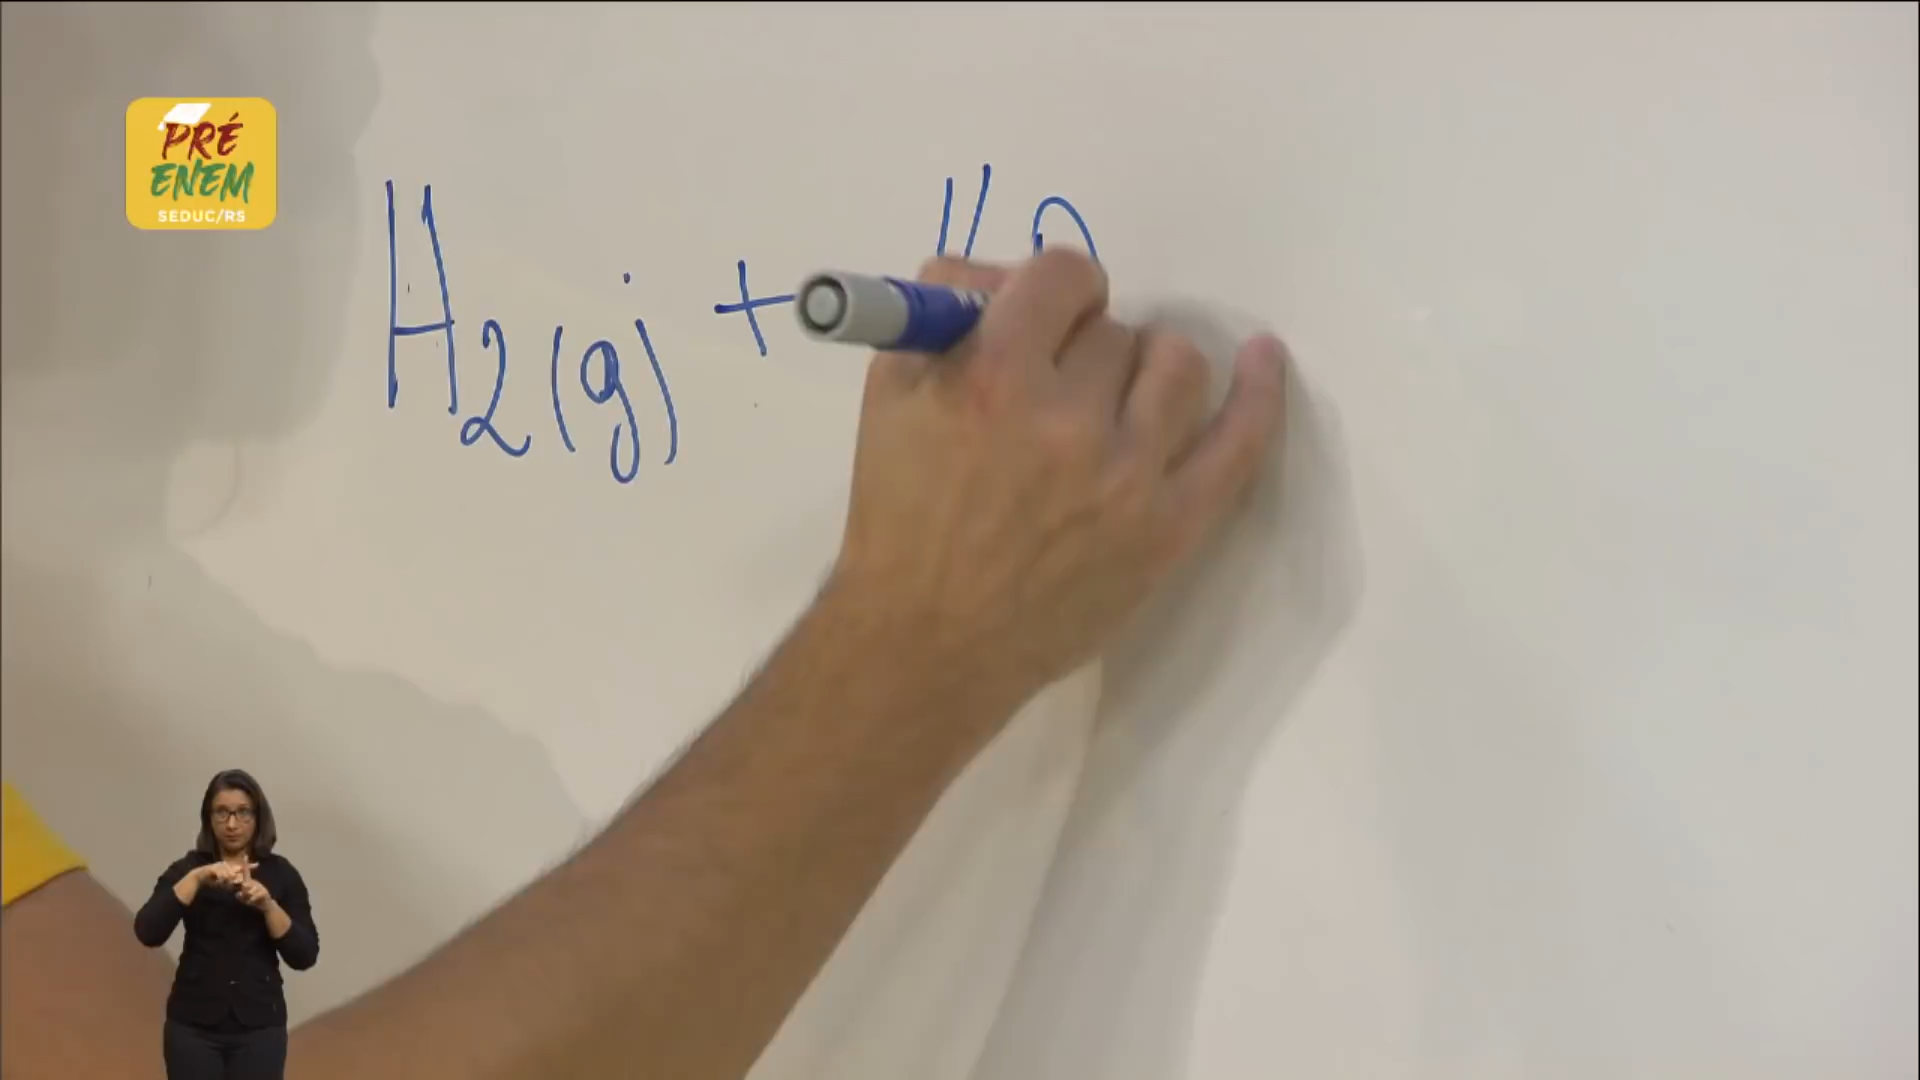 PRÉ
ENEM
SEDUC/RS
H₂(g) +